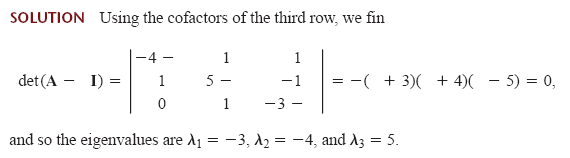 SOLUTION Using the cofactors of the third row, we fin
|-4 - 1 1|
det(A - I) = |1 5 - -1| = -( + 3)( + 4)( - 5) = 0,
|0 1 -3 -|
and so the eigenvalues are λ1 = -3, λ2 = -4, and λ3 = 5.